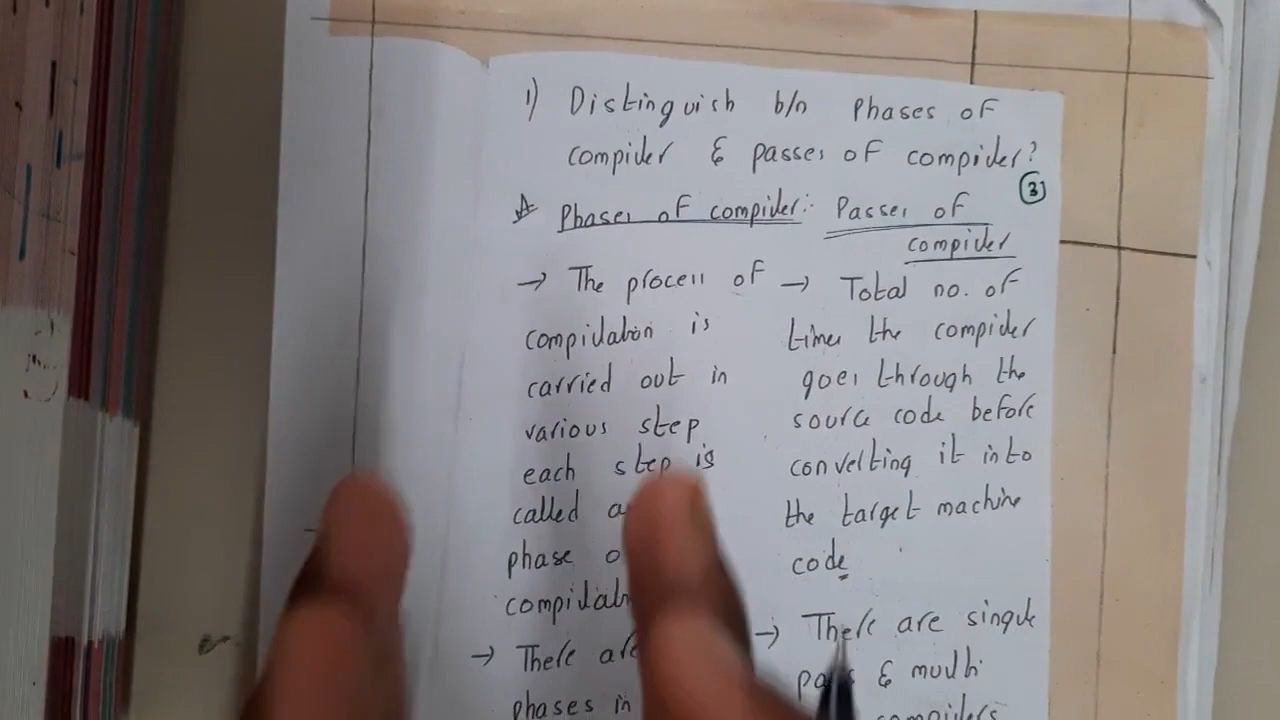 1) Distinguish b/n Phases of
compiler & passes of compiler?
3
A Phases of compiler:-
→ The process of
compilation is
carried out in
various step
each step is
called a
phase
→ There are
phases in
Passes of
compiler
→ Total no. of
times the compiler
goes through the
source code before
converting it into
the target machine
code
→ There are single
& multi
compilers